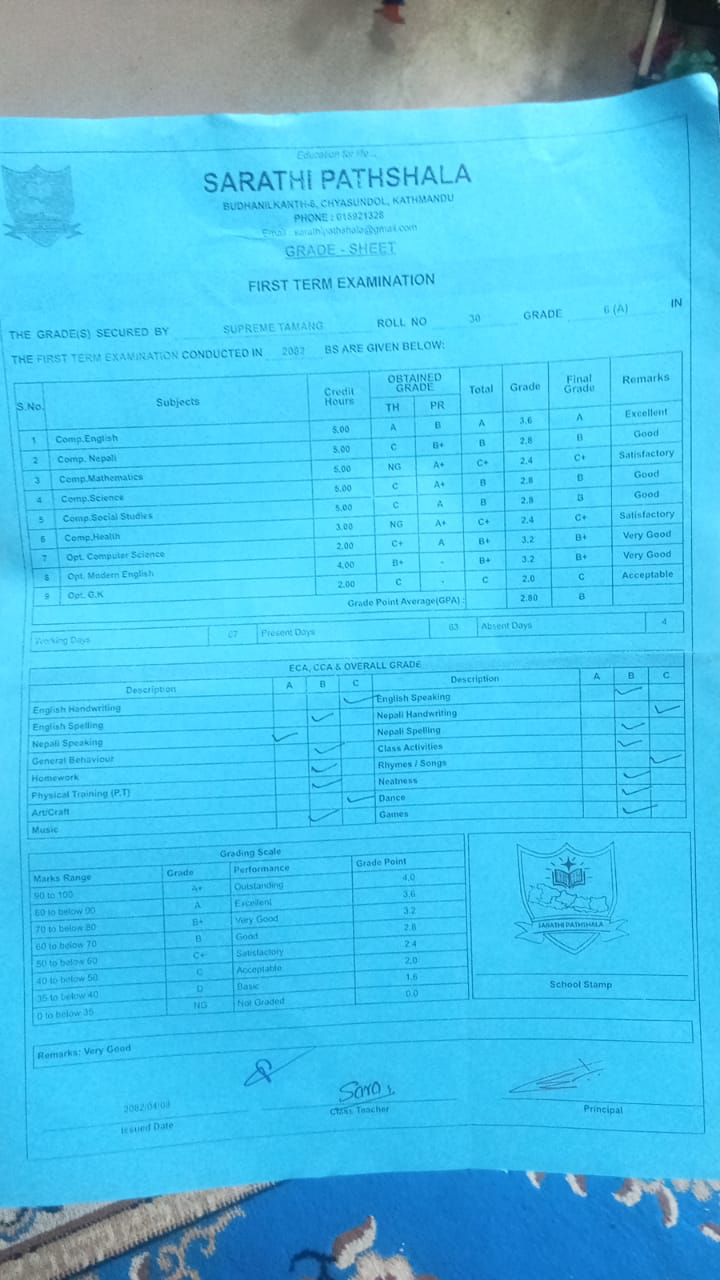 Education for life...
SARATHI PATHSHALA
BUDHANILKANTH-6, CHYASUNDOL, KATHMANDU
PHONE : 015921328
Email : sarathipathshala@gmail.com
GRADE - SHEET
FIRST TERM EXAMINATION
THE GRADE(S) SECURED BY SUPREME TAMANG ROLL NO 30 GRADE 6 (A) IN
THE FIRST TERM EXAMINATION CONDUCTED IN 2082 BS ARE GIVEN BELOW:
S.No. Subjects Credit Hours OBTAINED GRADE TH PR Total Grade Final Grade Remarks
1 Comp.English 5.00 A B A 3.6 A Excellent
2 Comp. Nepali 5.00 C B+ B 2.8 B Good
3 Comp.Mathematics 5.00 NG A+ C+ 2.4 C+ Satisfactory
4 Comp.Science 5.00 C A+ B 2.8 B Good
5 Comp.Social Studies 5.00 C A B 2.8 B Good
6 Comp.Health 3.00 NG A+ C+ 2.4 C+ Satisfactory
7 Opt. Computer Science 2.00 C+ A B+ 3.2 B+ Very Good
8 Opt. Modern English 4.00 B+ - B+ 3.2 B+ Very Good
9 Opt. G.K 2.00 C - C 2.0 C Acceptable
Grade Point Average(GPA) : 2.80 B
Working Days 67 Present Days 63 Absent Days 4
ECA, CCA & OVERALL GRADE
Description A B C Description A B C
English Handwriting English Speaking
English Spelling Nepali Handwriting
Nepali Speaking Nepali Spelling
General Behaviour Class Activities
Homework Rhymes / Songs
Physical Training (P.T) Neatness
Art/Craft Dance
Music Games
Grading Scale
Marks Range Grade Performance Grade Point
90 to 100 A+ Outstanding 4.0
80 to below 90 A Excellent 3.6
70 to below 80 B+ Very Good 3.2
60 to below 70 B Good 2.8
50 to below 60 C+ Satisfactory 2.4
40 to below 50 C Acceptable 2.0
35 to below 40 D Basic 1.6
0 to below 35 NG Not Graded 0.0
SARATHI PATHSHALA
School Stamp
Remarks: Very Good
2082/04/03
Issued Date
Class Teacher
Principal